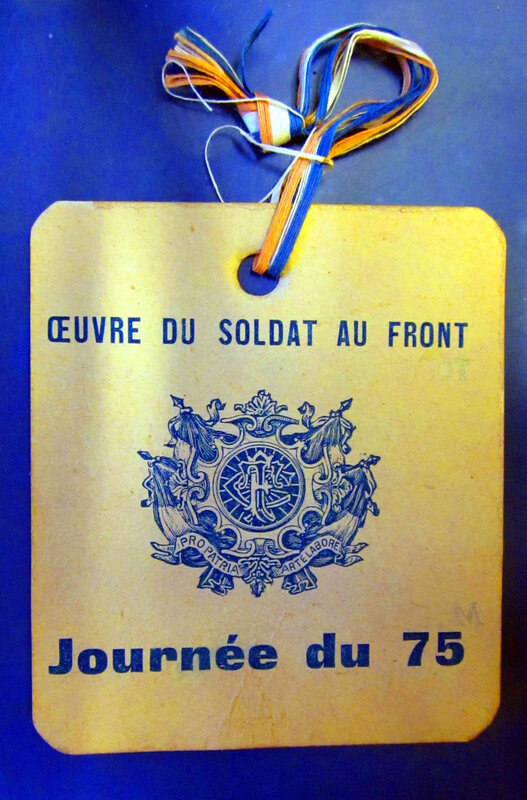 ŒUVRE DU SOLDAT AU FRONT
PRO PATRIA ARTE LABORE
Journée du 75